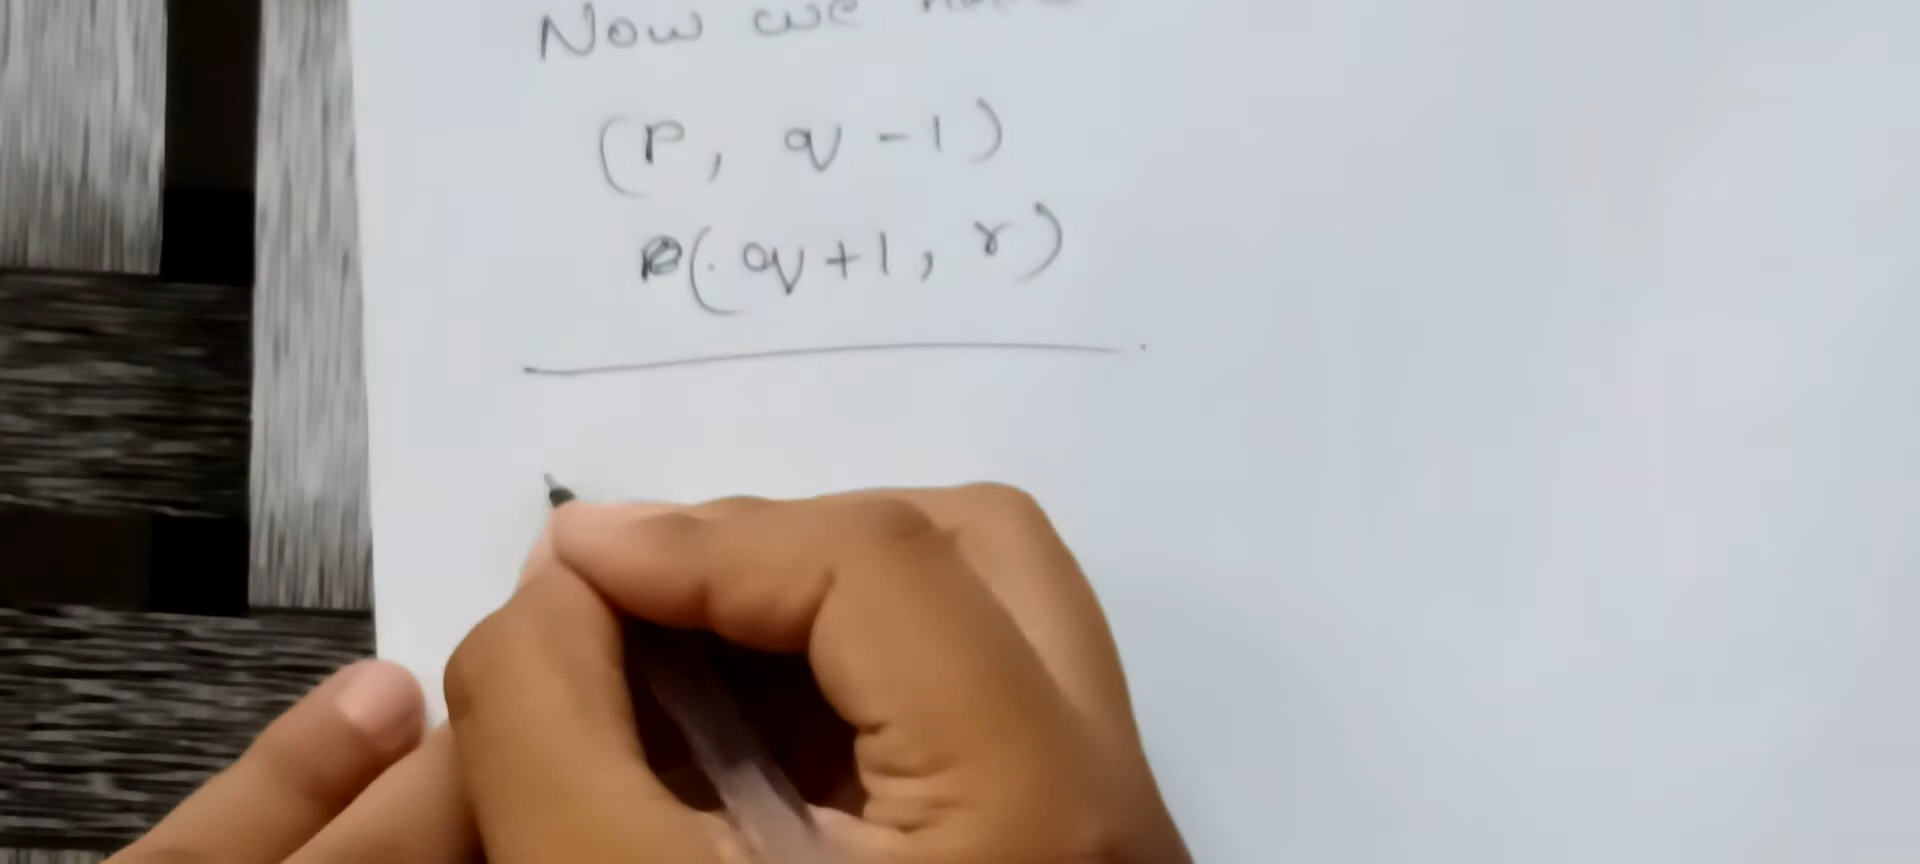 Now we
(P, q-1)
(q+1, r)